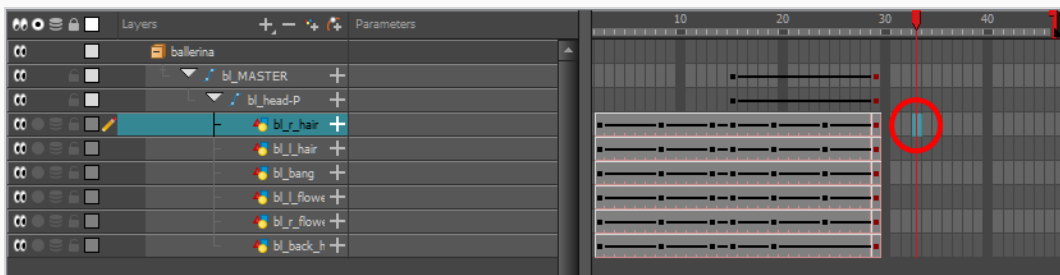 Layers Parameters 10 20 30 40
ballerina
bl_MASTER
bl_head-P
bl_r_hair
bl_l_hair
bl_bang
bl_l_flowe
bl_r_flowe
bl_back_h